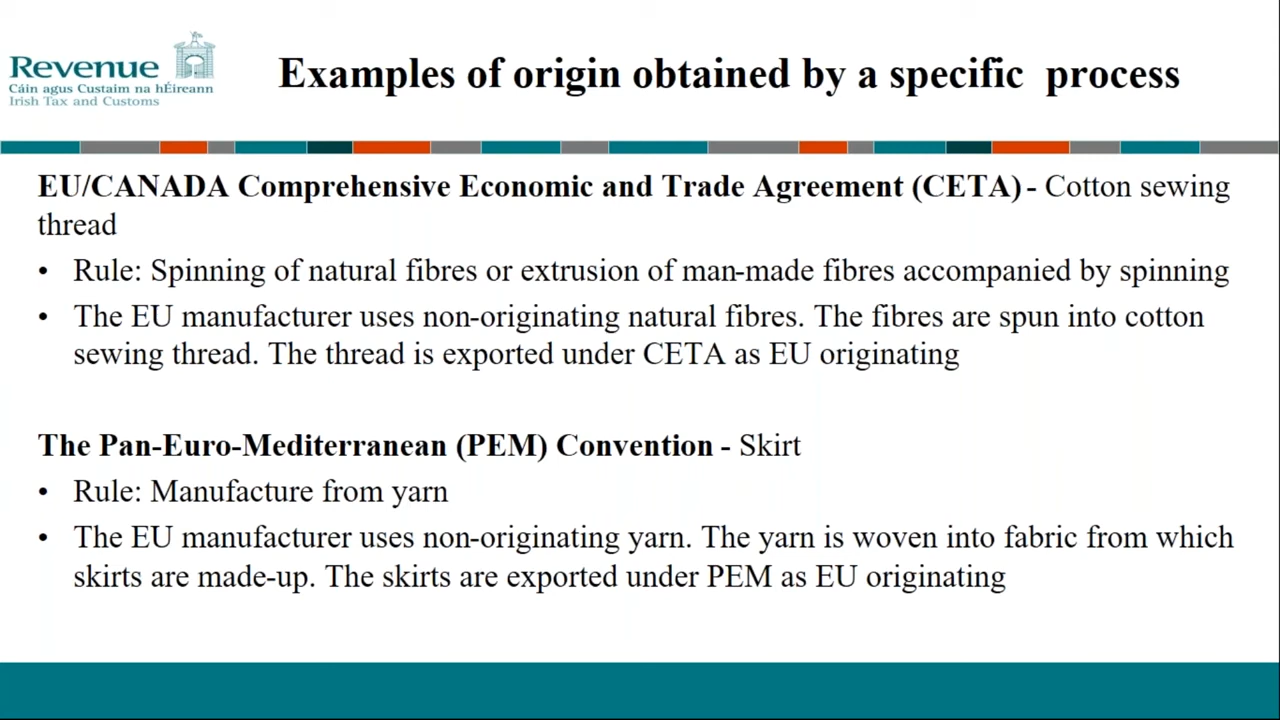 Revenue
Cáin agus Custaim na hÉireann
Irish Tax and Customs
Examples of origin obtained by a specific process
EU/CANADA Comprehensive Economic and Trade Agreement (CETA) - Cotton sewing
thread
• Rule: Spinning of natural fibres or extrusion of man-made fibres accompanied by spinning
• The EU manufacturer uses non-originating natural fibres. The fibres are spun into cotton
sewing thread. The thread is exported under CETA as EU originating
The Pan-Euro-Mediterranean (PEM) Convention - Skirt
• Rule: Manufacture from yarn
• The EU manufacturer uses non-originating yarn. The yarn is woven into fabric from which
skirts are made-up. The skirts are exported under PEM as EU originating